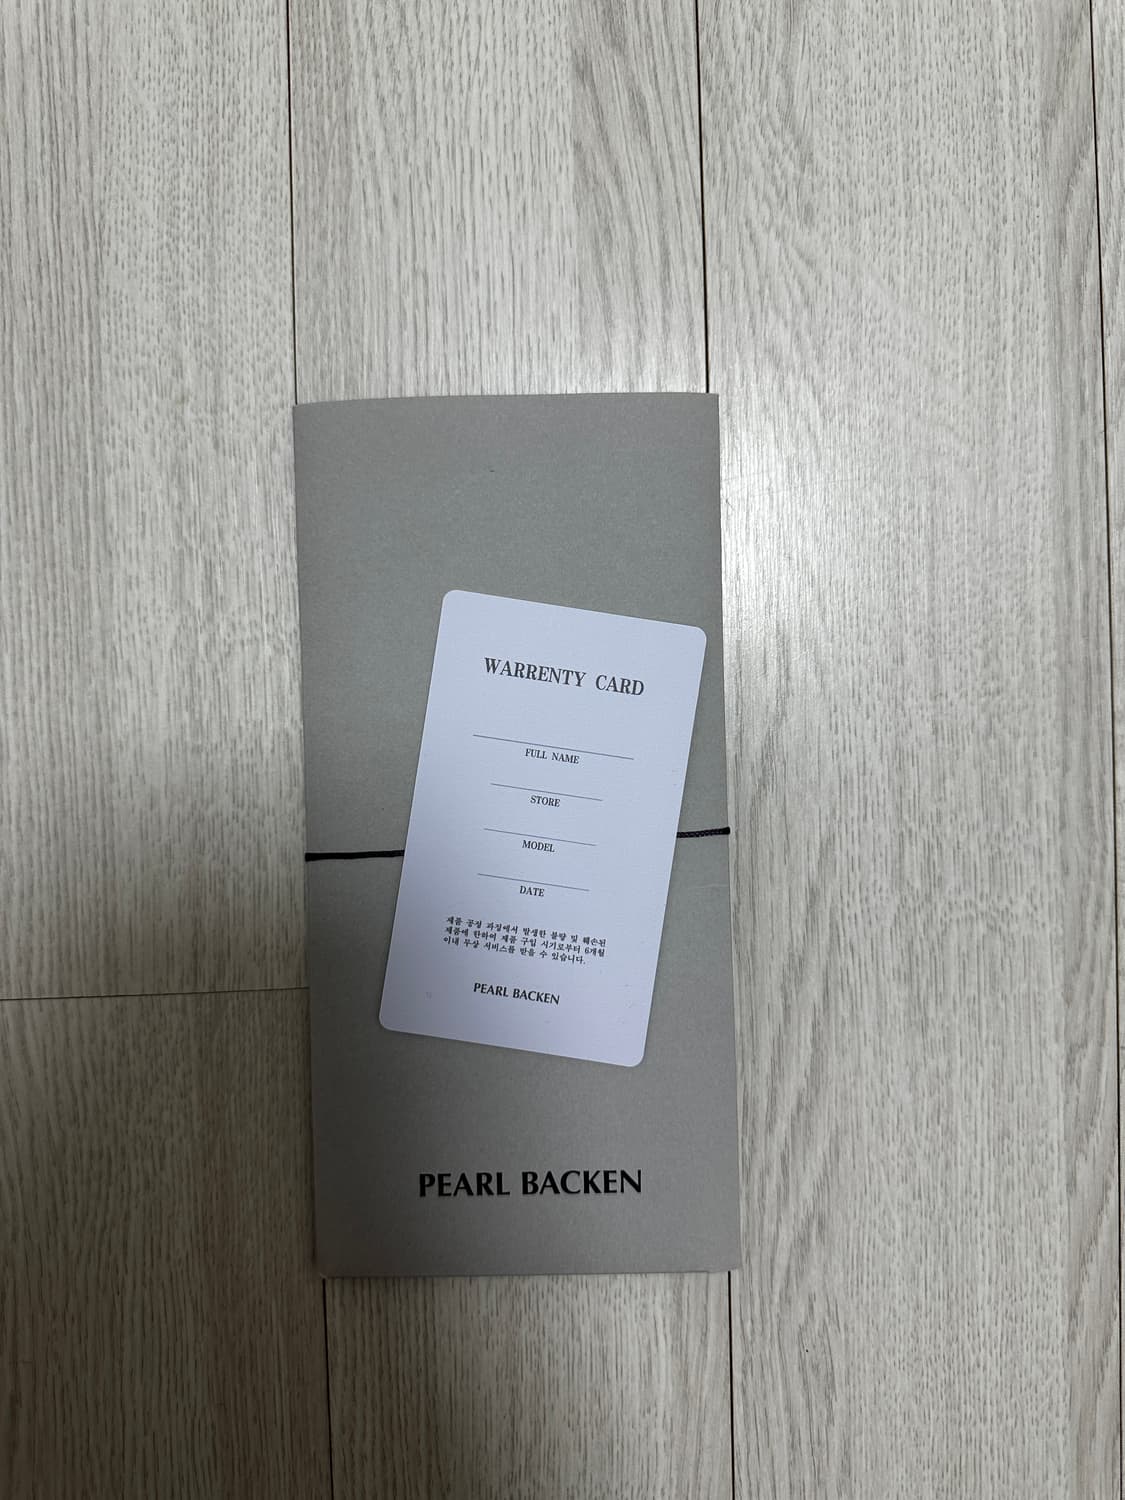 WARRENTY CARD
FULL NAME
STORE
MODEL
DATE
제품 공정 과정에서 발생한 불량 및 훼손된
제품에 한하여 제품 구입 시기로부터 6개월
이내 무상 서비스를 받을 수 있습니다.
PEARL BACKEN
PEARL BACKEN